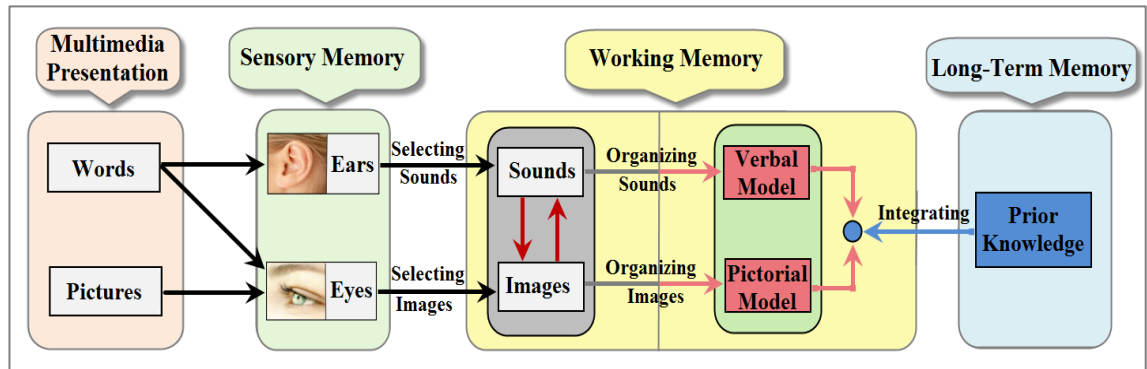 Multimedia
Presentation
Sensory Memory
Working Memory
Long-Term Memory
Words
Pictures
Ears
Eyes
Selecting
Sounds
Selecting
Images
Sounds
Images
Organizing
Sounds
Organizing
Images
Verbal
Model
Pictorial
Model
Integrating
Prior
Knowledge